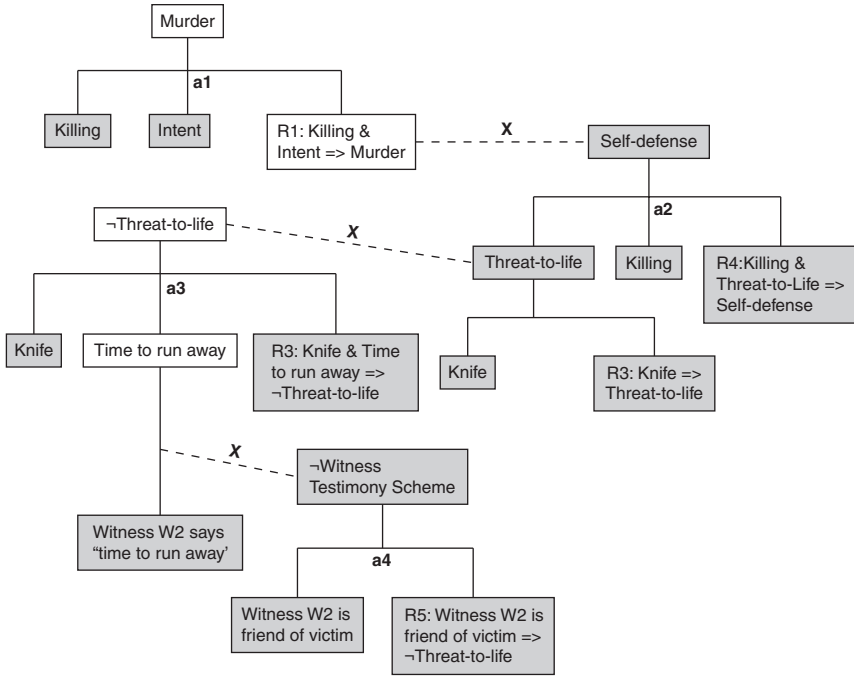 Murder
a1
Killing
Intent
R1: Killing &
Intent => Murder
X
Self-defense
a2
¬Threat-to-life
X
Threat-to-life
Killing
R4:Killing &
Threat-to-Life =>
Self-defense
a3
Knife
Time to run away
R3: Knife & Time
to run away =>
¬Threat-to-life
Knife
R3: Knife =>
Threat-to-life
X
¬Witness
Testimony Scheme
Witness W2 says
“time to run away’
a4
Witness W2 is
friend of victim
R5: Witness W2 is
friend of victim =>
¬Threat-to-life